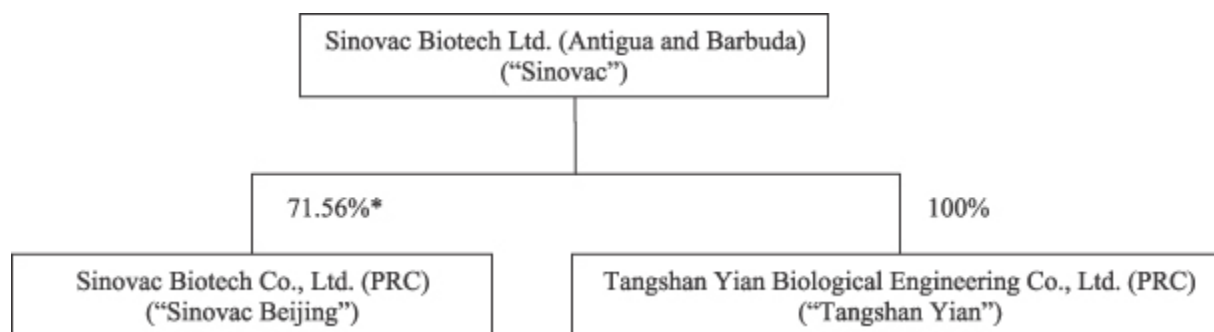 Sinovac Biotech Ltd. (Antigua and Barbuda)
(“Sinovac”)
71.56%*
100%
Sinovac Biotech Co., Ltd. (PRC)
(“Sinovac Beijing”)
Tangshan Yian Biological Engineering Co., Ltd. (PRC)
(“Tangshan Yian”)